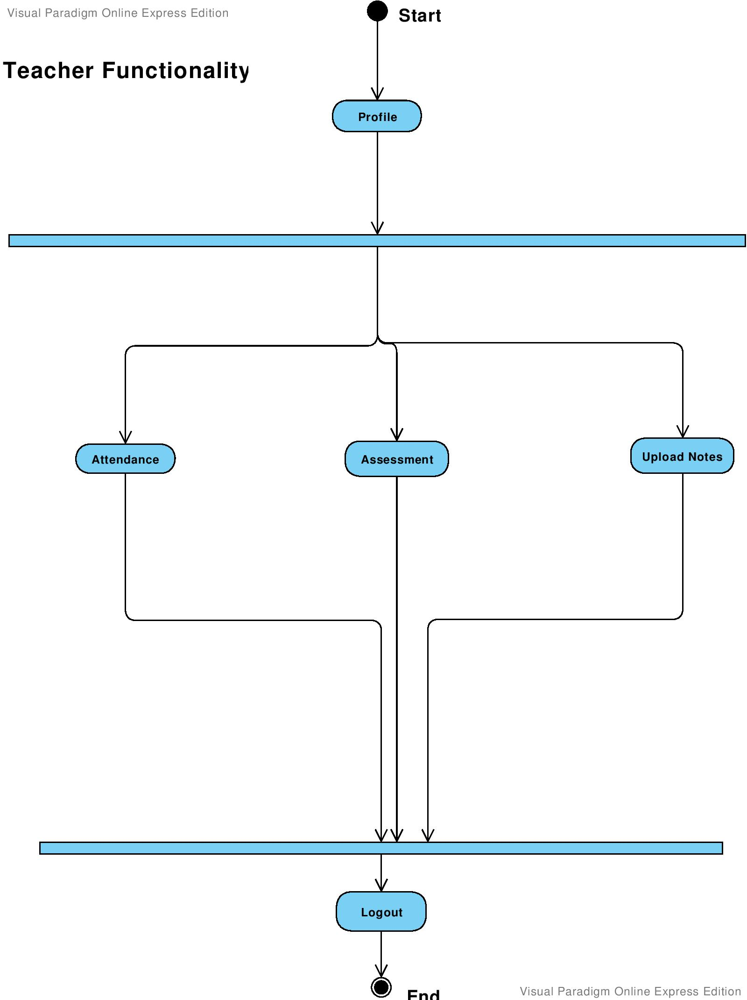 Visual Paradigm Online Express Edition
Start
Teacher Functionality
Profile
Attendance
Assessment
Upload Notes
Logout
End
Visual Paradigm Online Express Edition